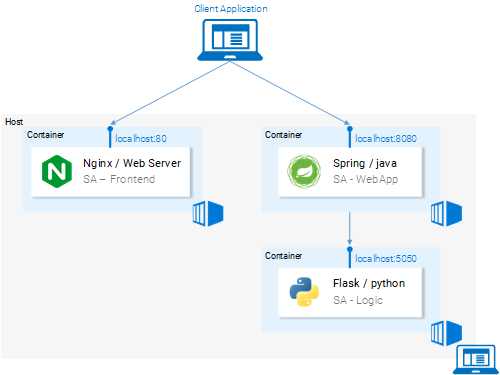 Client Application
Host
Container
localhost:80
Nginx / Web Server
SA – Frontend
Container
localhost:8080
Spring / java
SA - WebApp
Container
localhost:5050
Flask / python
SA - Logic